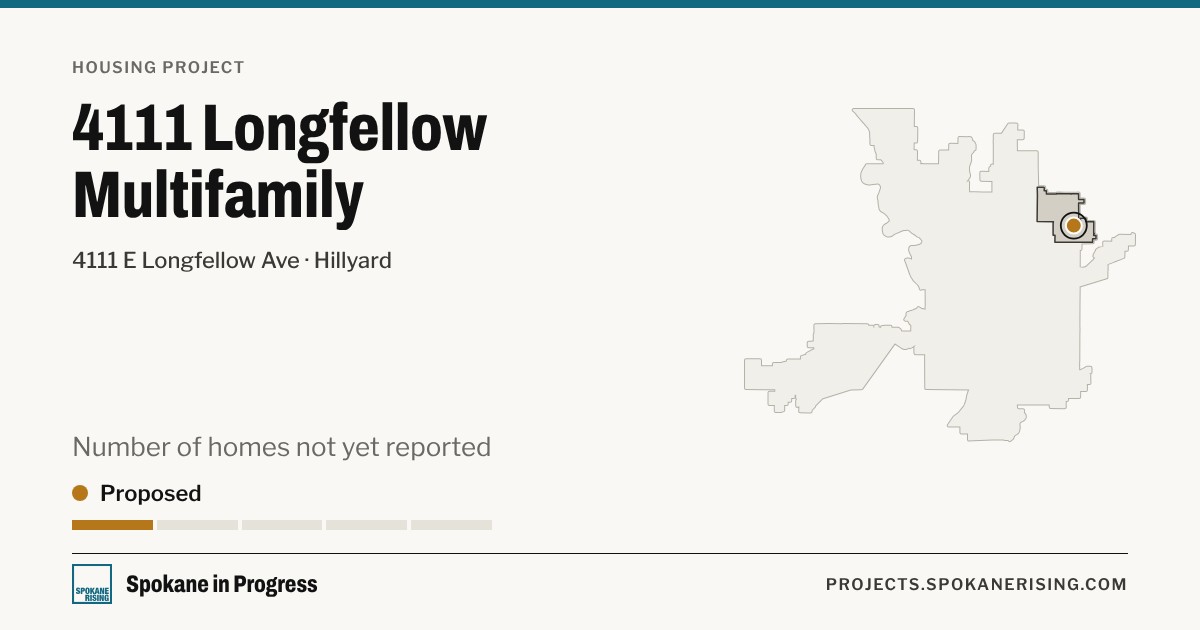 HOUSING PROJECT
4111 Longfellow
Multifamily
4111 E Longfellow Ave · Hillyard
Number of homes not yet reported
Proposed
SPOKANE
RISING
Spokane in Progress
PROJECTS.SPOKANERISING.COM